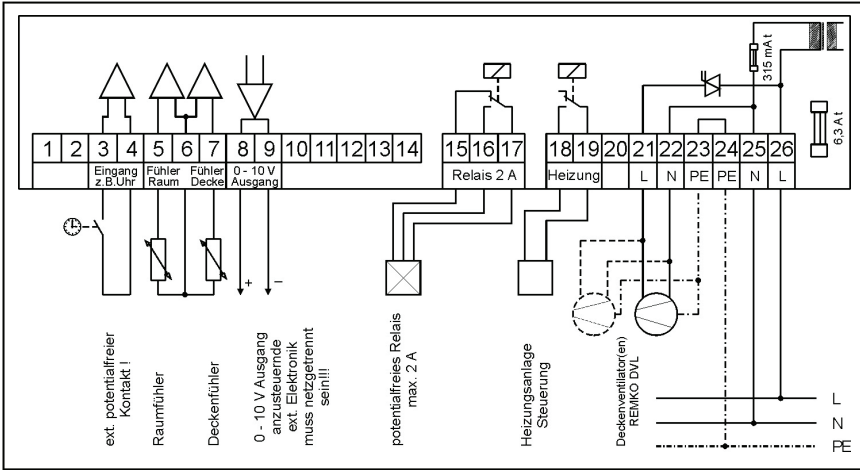 315 mA t
6,3 A t
1 2 3 4 5 6 7 8 9 10 11 12 13 14 15 16 17 18 19 20 21 22 23 24 25 26
Eingang
z.B.Uhr
Fühler
Raum
Fühler
Decke
0 - 10 V
Ausgang
Relais 2 A
Heizung
L N PE PE N L
+ −
ext. potentialfreier
Kontakt !
Raumfühler
Deckenfühler
0 - 10 V Ausgang
anzusteuernde
ext. Elektronik
muss netzgetrennt
sein!!!
potentialfreies Relais
max. 2 A
Heizungsanlage
Steuerung
Deckenventilator(en)
REMKO DVL
L
N
PE